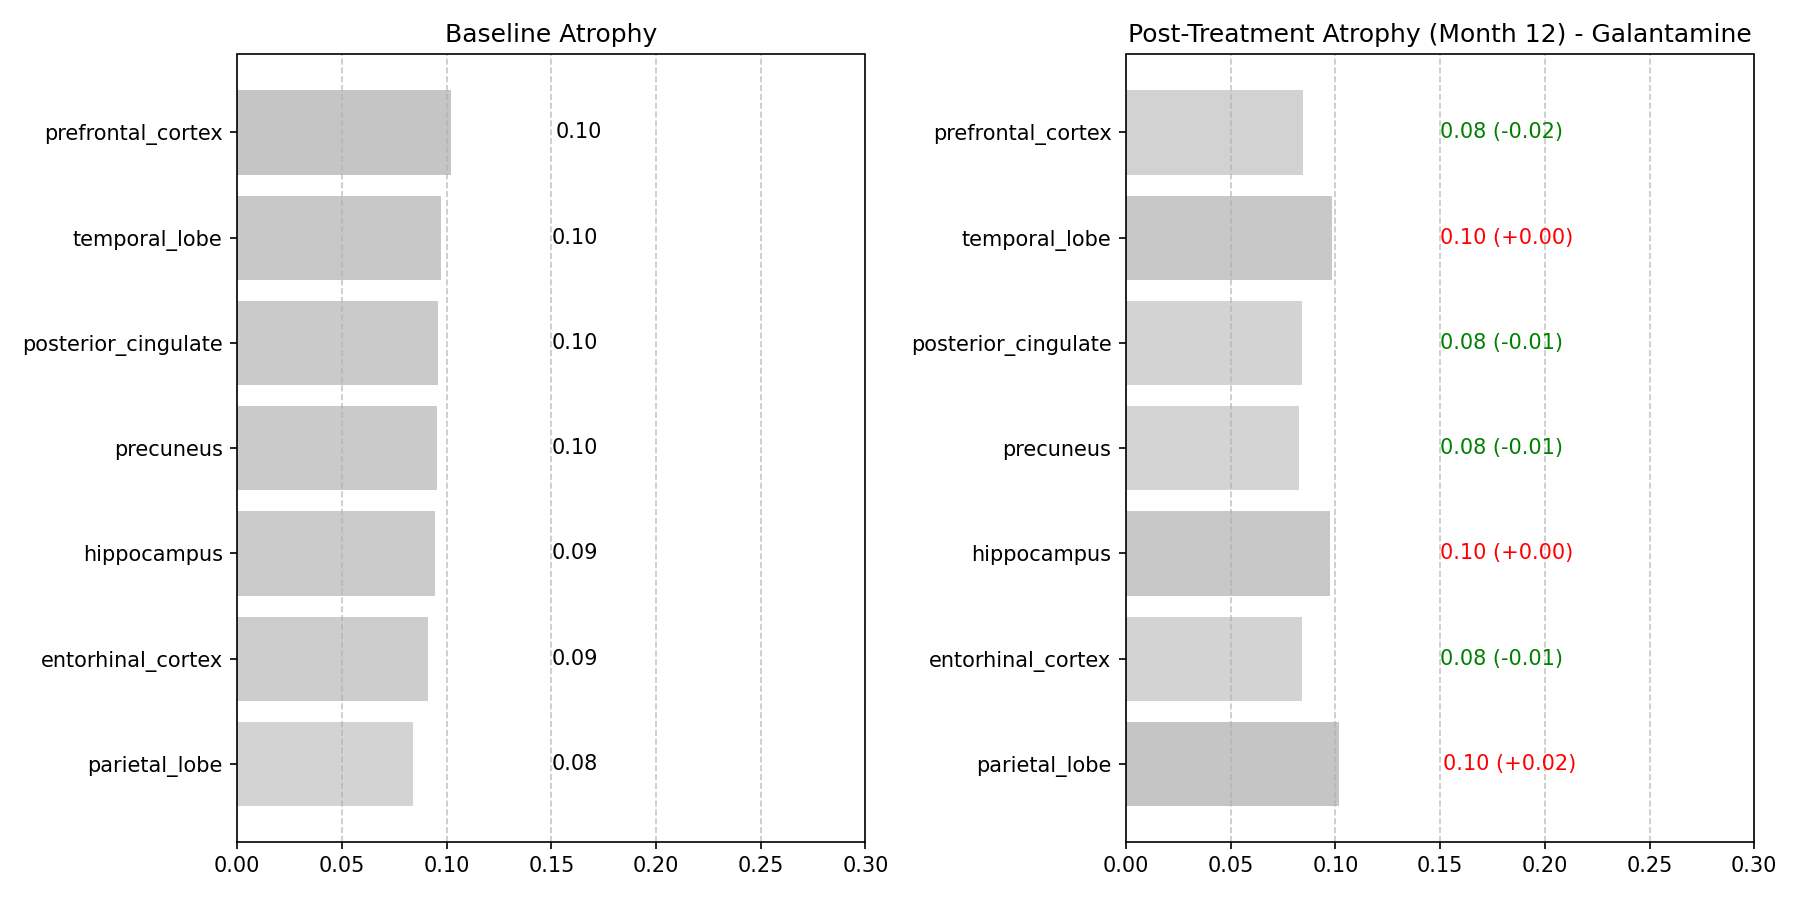 Baseline Atrophy
prefrontal_cortex 0.10
temporal_lobe 0.10
posterior_cingulate 0.10
precuneus 0.10
hippocampus 0.09
entorhinal_cortex 0.09
parietal_lobe 0.08
0.00 0.05 0.10 0.15 0.20 0.25 0.30
Post-Treatment Atrophy (Month 12) - Galantamine
prefrontal_cortex 0.08 (-0.02)
temporal_lobe 0.10 (+0.00)
posterior_cingulate 0.08 (-0.01)
precuneus 0.08 (-0.01)
hippocampus 0.10 (+0.00)
entorhinal_cortex 0.08 (-0.01)
parietal_lobe 0.10 (+0.02)
0.00 0.05 0.10 0.15 0.20 0.25 0.30